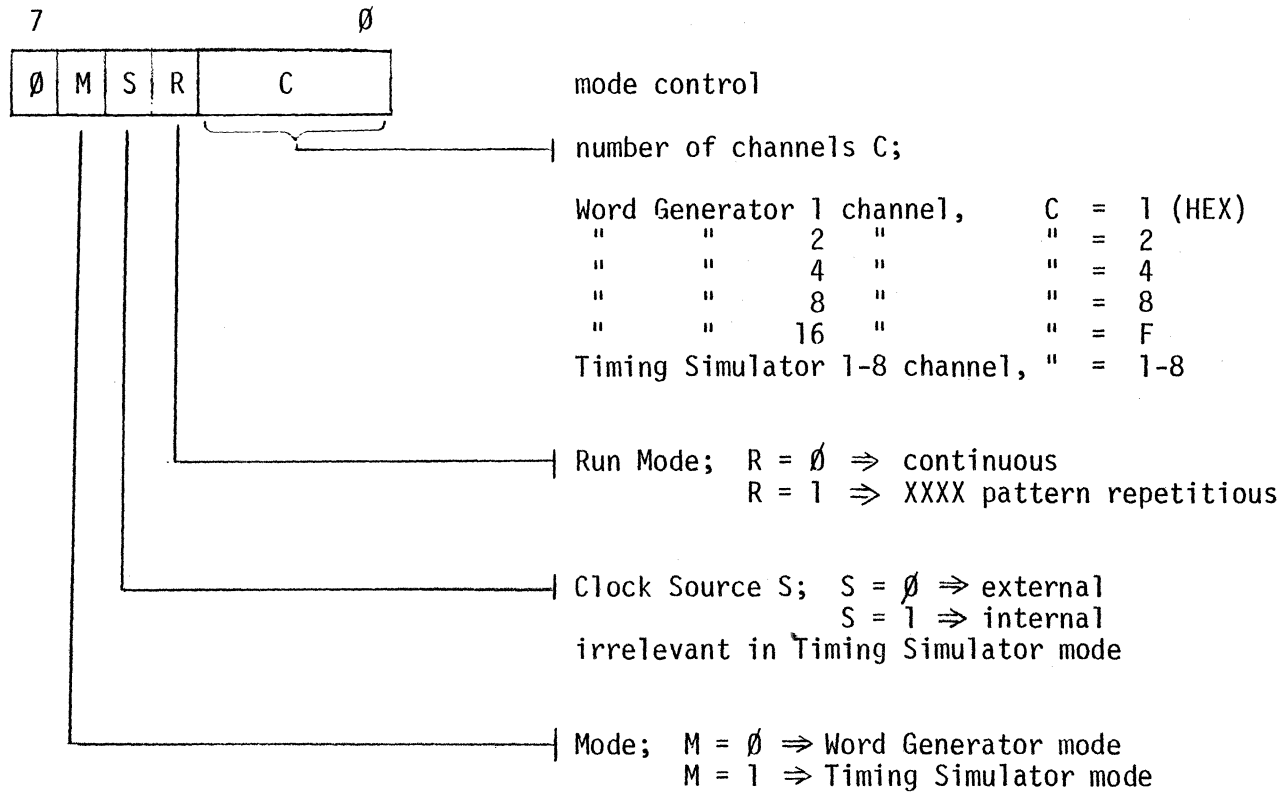 7 Ø
Ø M S R C mode control
number of channels C;
Word Generator 1 channel, C = 1 (HEX)
" " 2 " " = 2
" " 4 " " = 4
" " 8 " " = 8
" " 16 " " = F
Timing Simulator 1-8 channel, " = 1-8
Run Mode; R = Ø ⇒ continuous
R = 1 ⇒ XXXX pattern repetitious
Clock Source S; S = Ø ⇒ external
S = 1 ⇒ internal
irrelevant in Timing Simulator mode
Mode; M = Ø ⇒ Word Generator mode
M = 1 ⇒ Timing Simulator mode